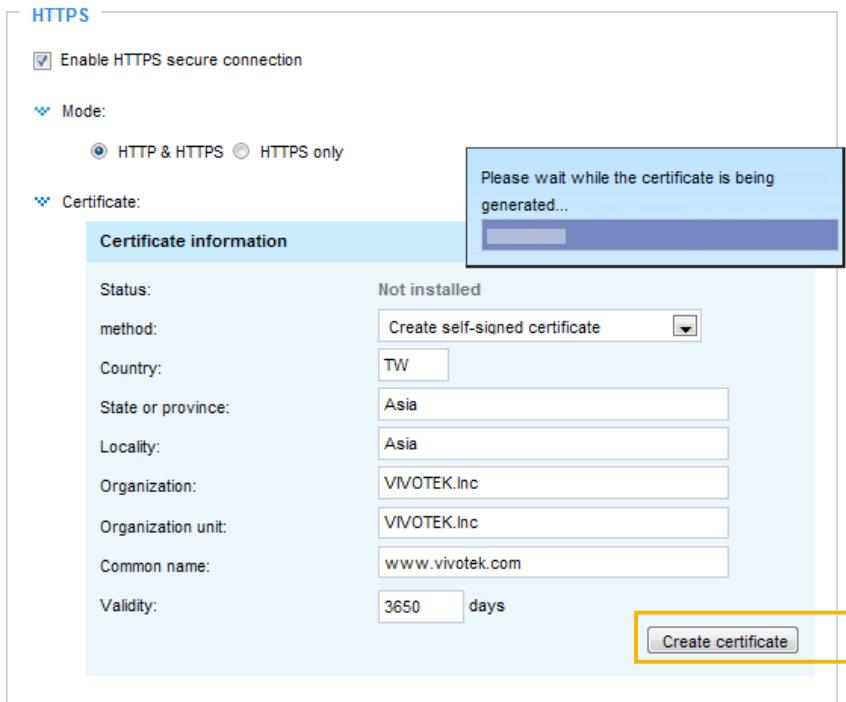 HTTPS
Enable HTTPS secure connection
Mode:
HTTP & HTTPS HTTPS only
Please wait while the certificate is being
generated...
Certificate:
Certificate information
Status: Not installed
method: Create self-signed certificate
Country: TW
State or province: Asia
Locality: Asia
Organization: VIVOTEK.Inc
Organization unit: VIVOTEK.Inc
Common name: www.vivotek.com
Validity: 3650 days
Create certificate